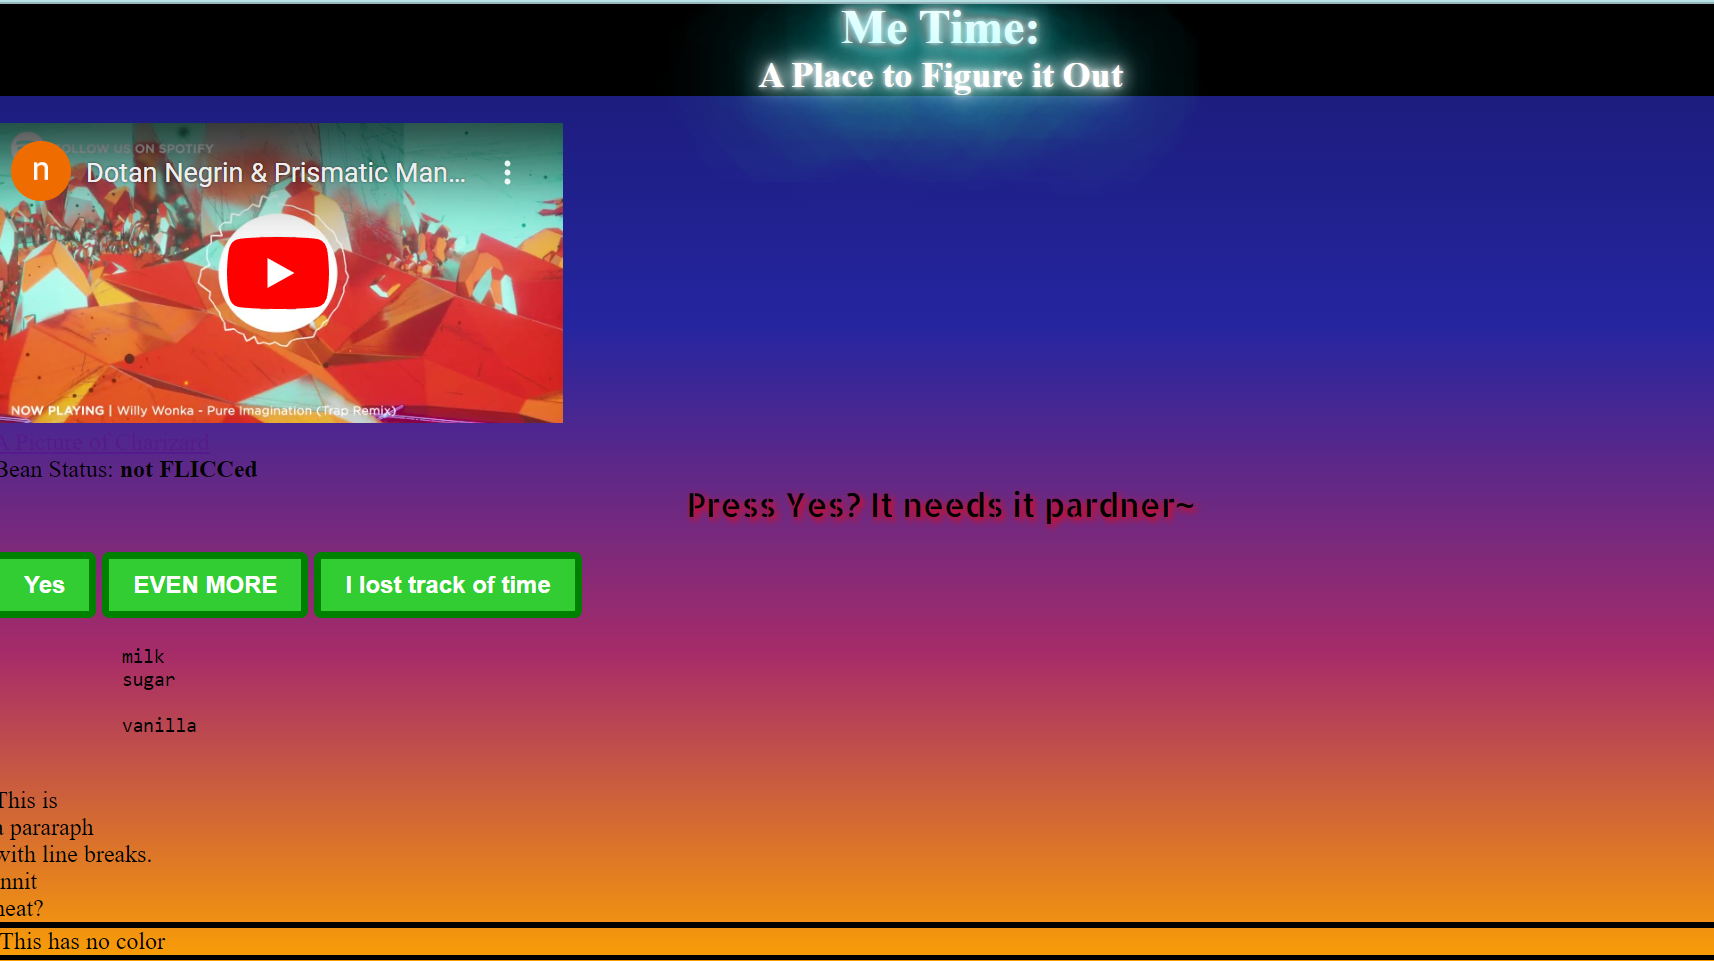 Me Time:
A Place to Figure it Out
FOLLOW US ON SPOTIFY
n
Dotan Negrin & Prismatic Man...
NOW PLAYING | Willy Wonka - Pure Imagination (Trap Remix)
A Picture of Charizard
Bean Status: not FLICCed
Press Yes? It needs it pardner~
Yes
EVEN MORE
I lost track of time
milk
sugar
vanilla
This is
a pararaph
with line breaks.
nnit
neat?
This has no color